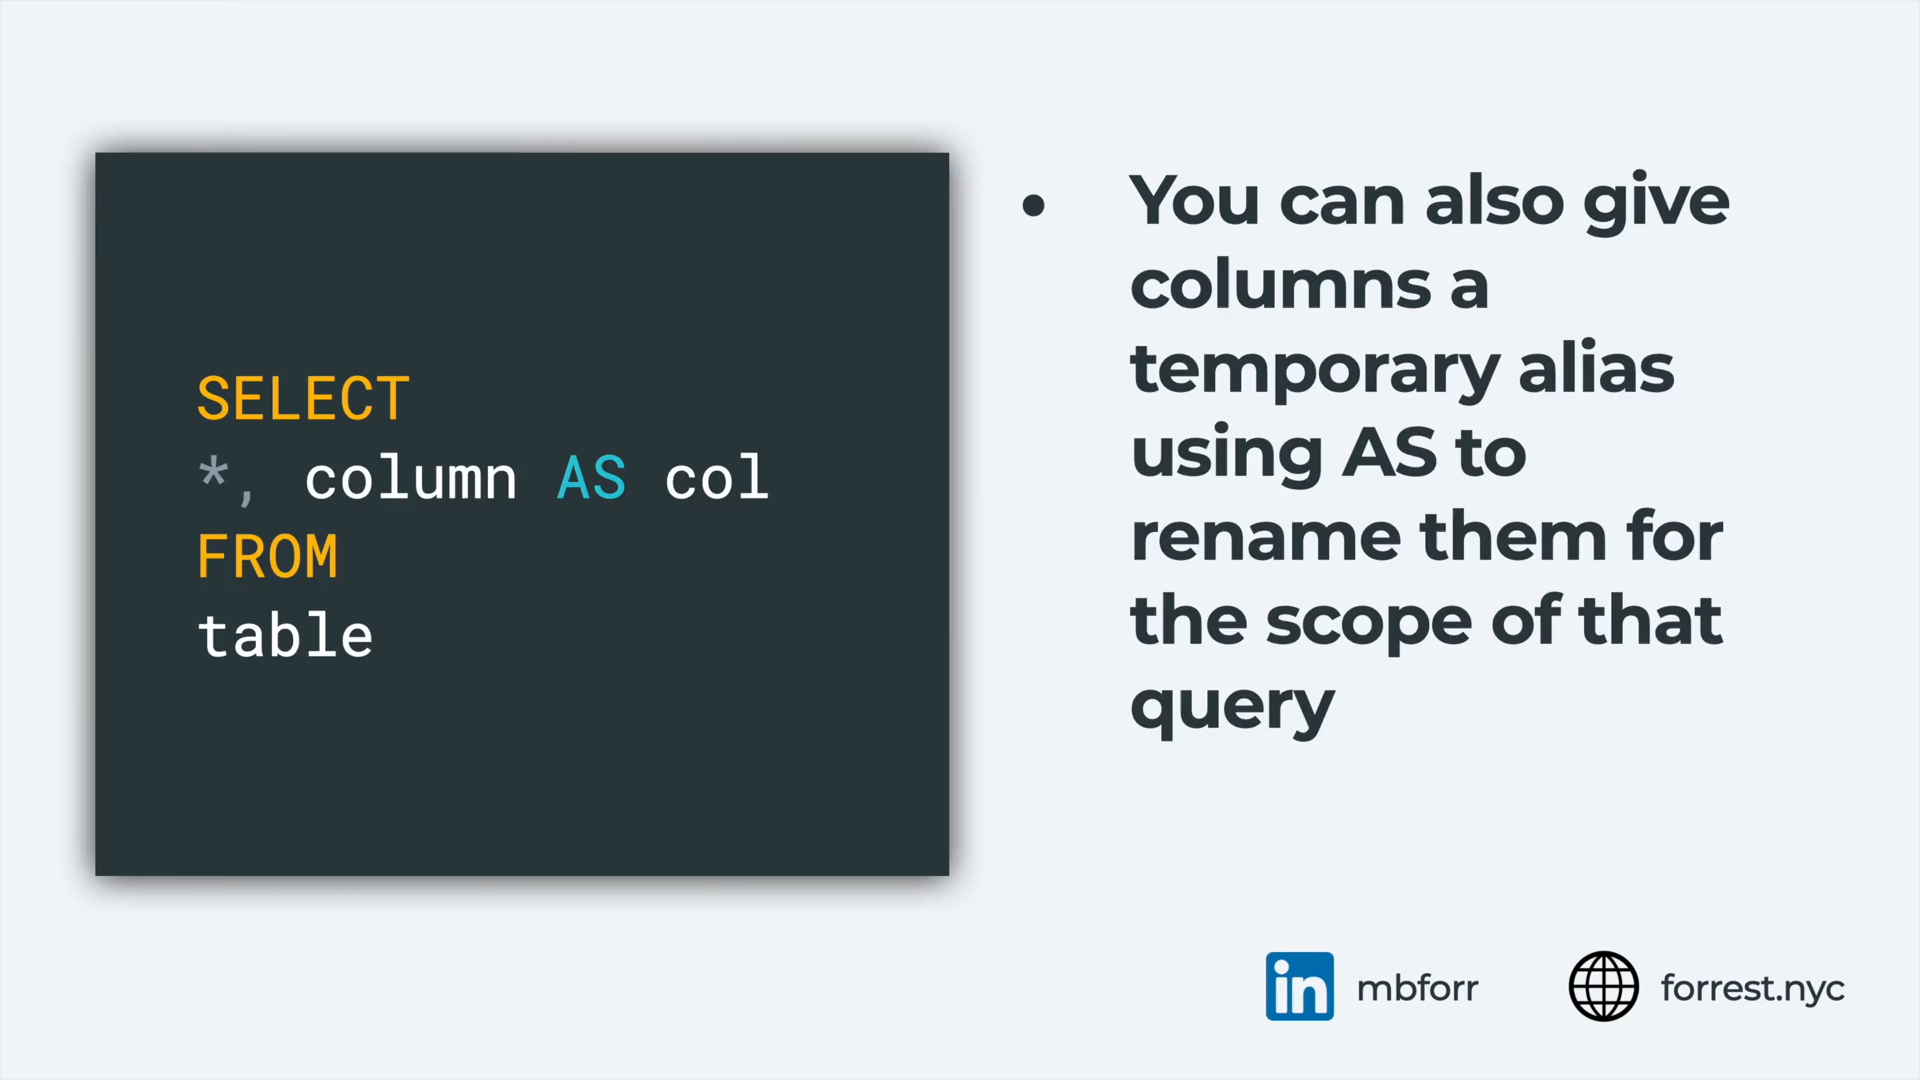 SELECT
*, column AS col
FROM
table
• You can also give
columns a
temporary alias
using AS to
rename them for
the scope of that
query
in mbforr
forrest.nyc